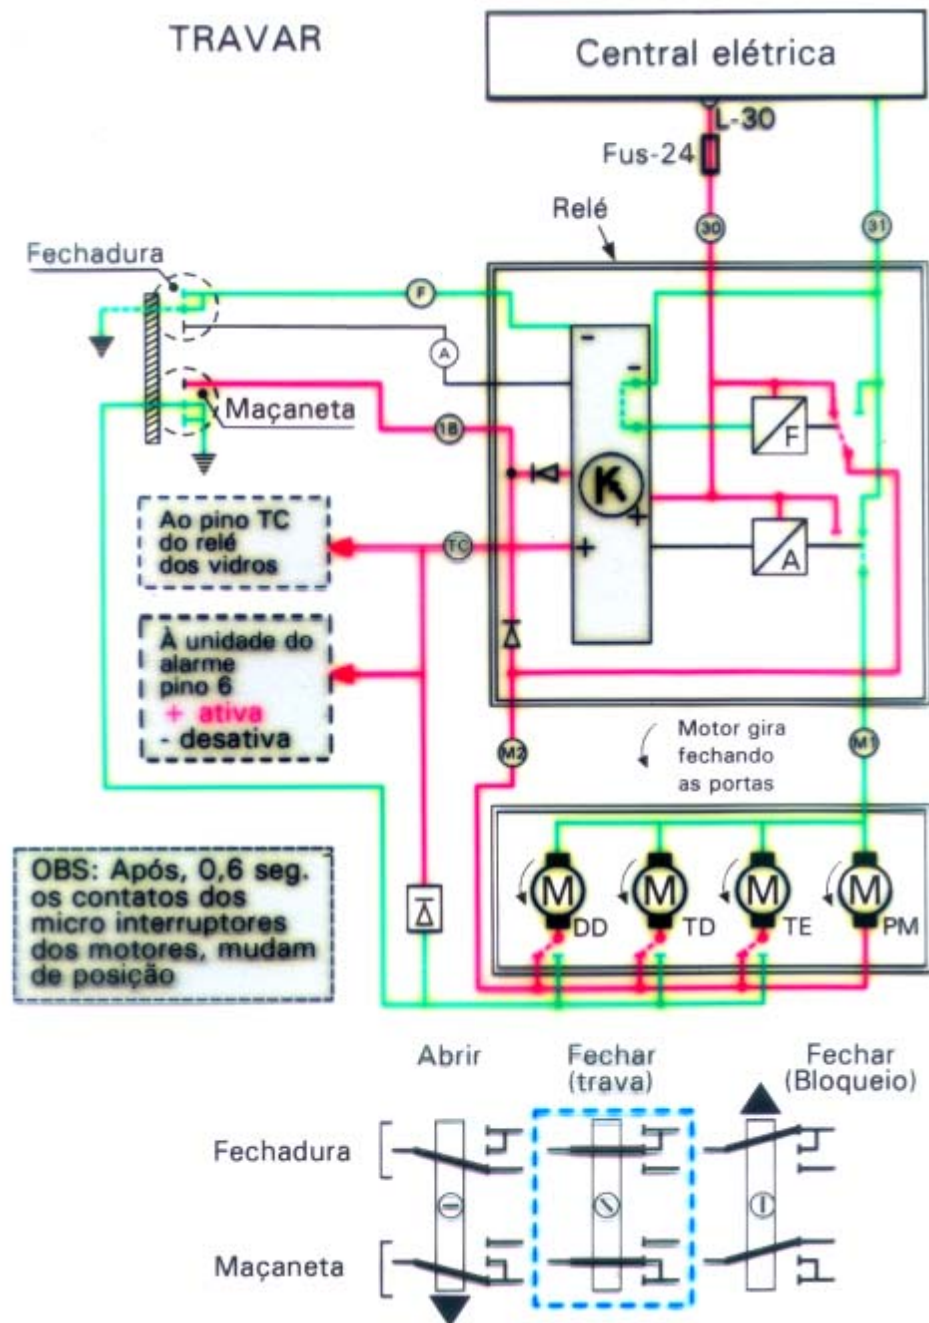 TRAVAR
Central elétrica
L-30
Fus-24
Relé
30
31
Fechadura
F
A
Maçaneta
1B
-
-
F
K
+
A
Ao pino TC
do relé
dos vidros
TC
+
À unidade do
alarme
pino 6
+ ativa
- desativa
M2
Motor gira
fechando
as portas
M1
OBS: Após, 0,6 seg.
os contatos dos
micro interruptores
dos motores, mudam
de posição
M
M
M
M
DD
TD
TE
PM
Abrir
Fechar
(trava)
Fechar
(Bloqueio)
Fechadura
Maçaneta